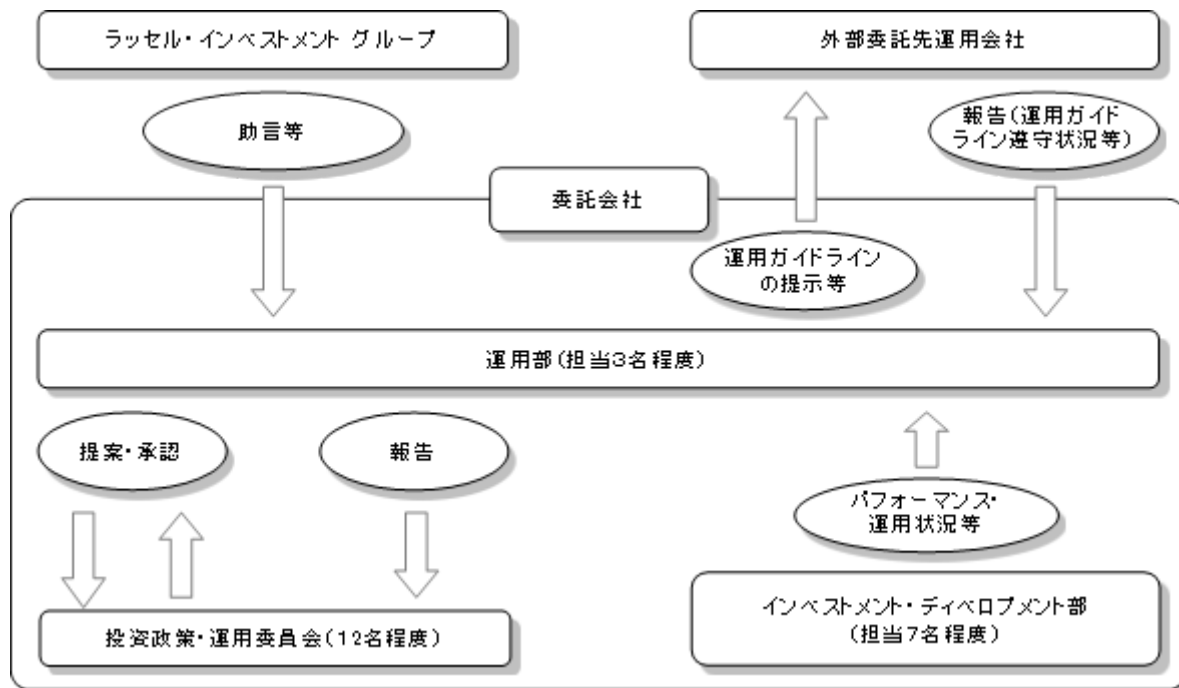 ラッセル・インベストメント グループ
外部委託先運用会社
助言等
報告(運用ガイド
ライン遵守状況等)
委託会社
運用ガイドライン
の提示等
運用部(担当3名程度)
提案・承認
報告
パフォーマンス・
運用状況等
投資政策・運用委員会(12名程度)
インベストメント・ディベロプメント部
(担当7名程度)